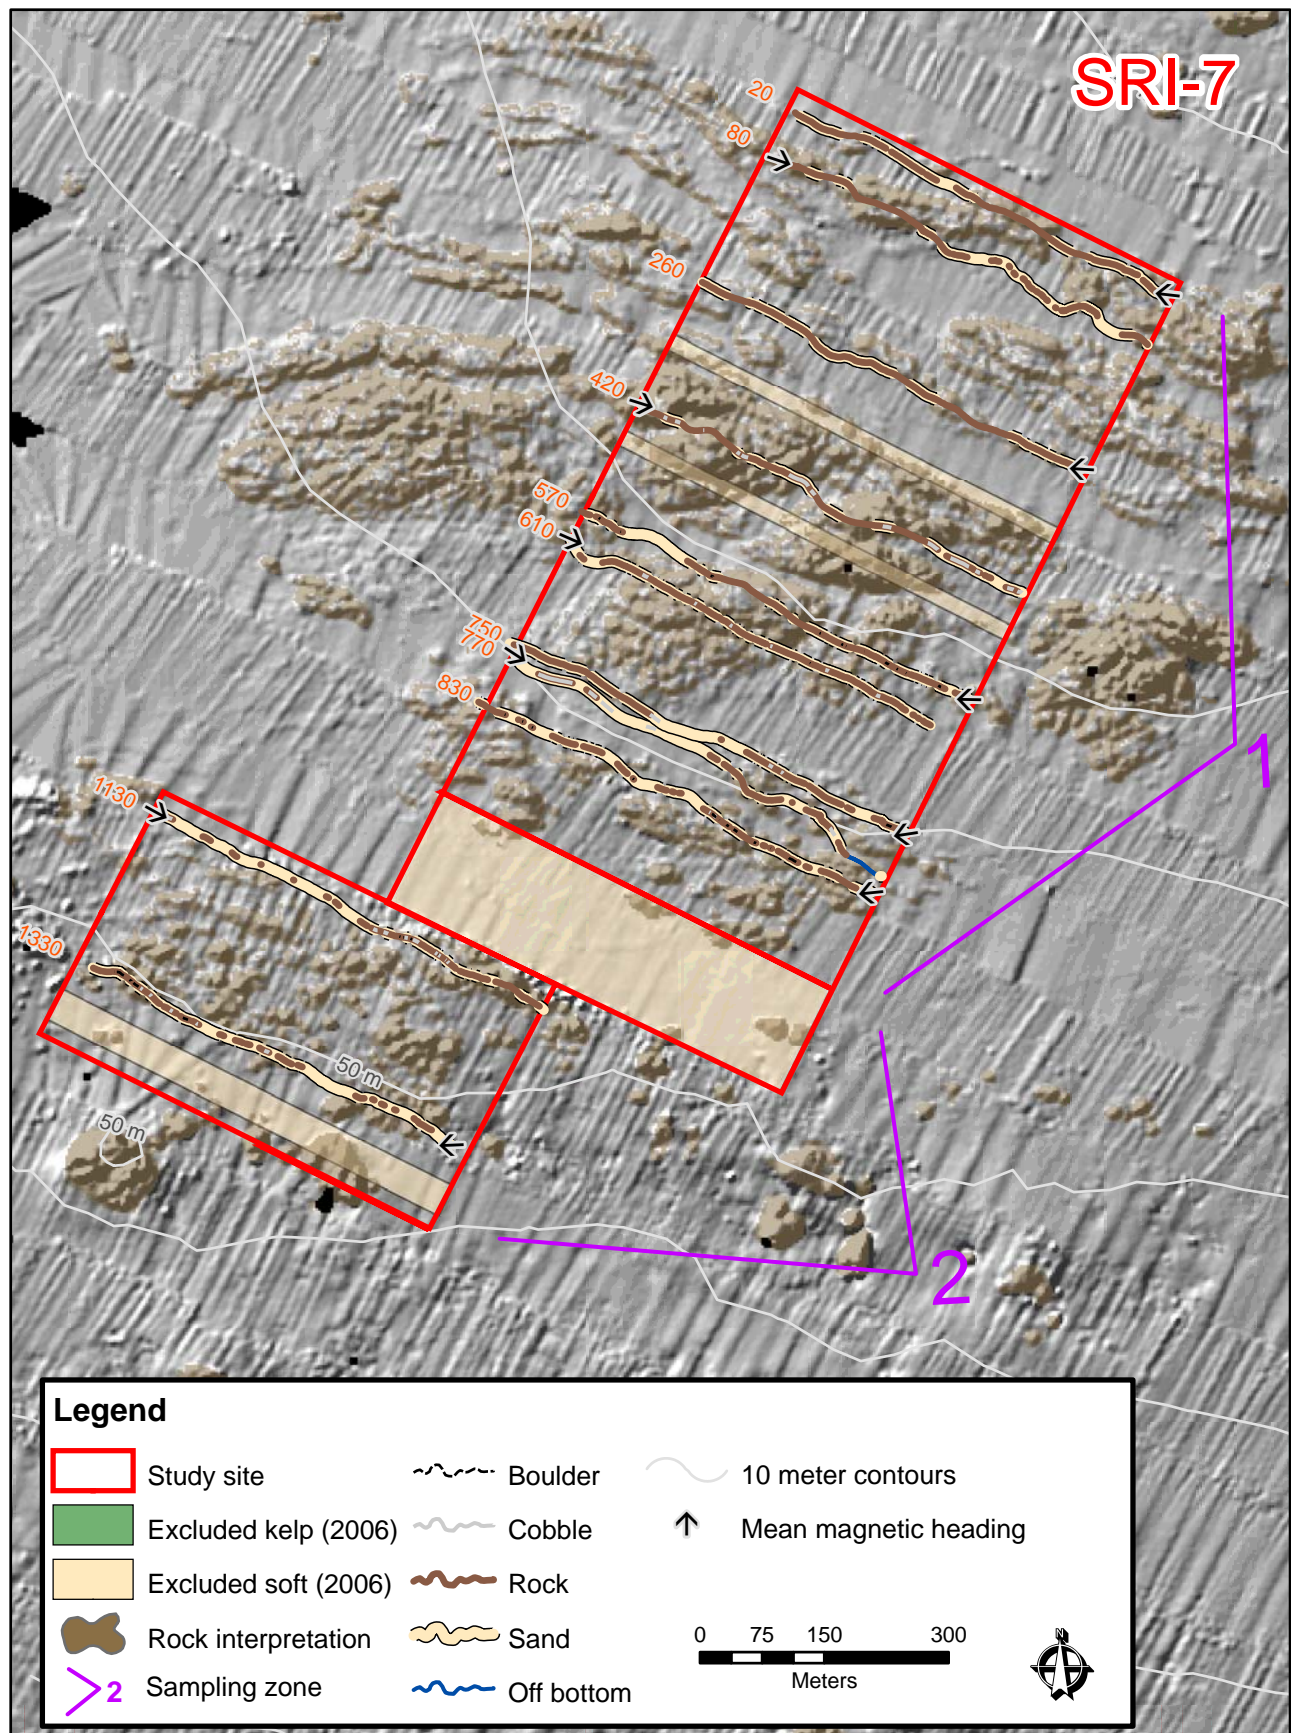 SRI-7
20
80
260
420
570
610
750
770
830
1130
1330
50 m
50 m
1
2
Legend
Study site
Excluded kelp (2006)
Excluded soft (2006)
Rock interpretation
2 Sampling zone
Boulder
Cobble
Rock
Sand
Off bottom
10 meter contours
Mean magnetic heading
0 75 150 300
Meters
N